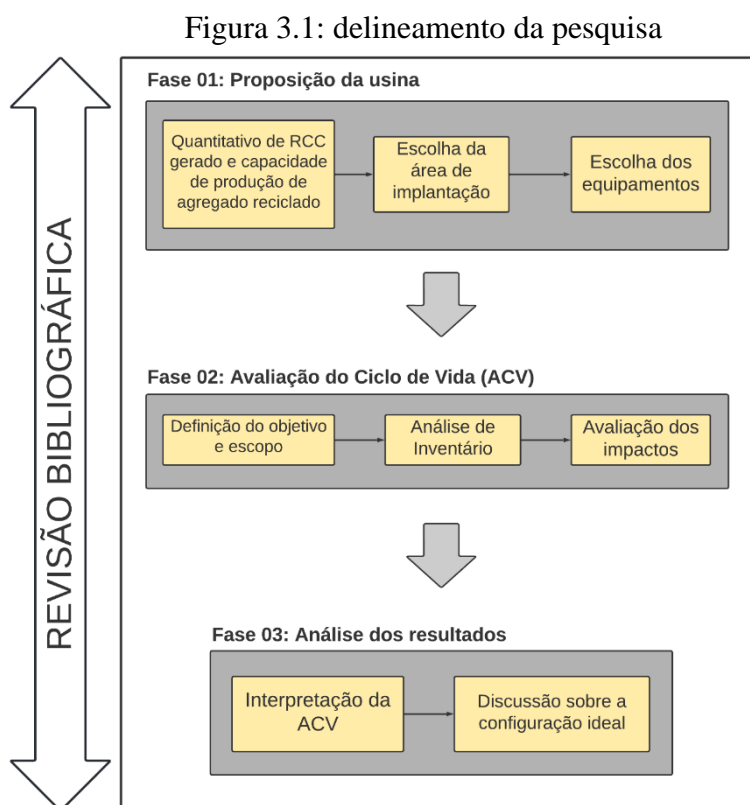 Figura 3.1: delineamento da pesquisa
REVISÃO BIBLIOGRÁFICA
Fase 01: Proposição da usina
Quantitativo de RCC
gerado e capacidade
de produção de
agregado reciclado
Escolha da
área de
implantação
Escolha dos
equipamentos
Fase 02: Avaliação do Ciclo de Vida (ACV)
Definição do objetivo
e escopo
Análise de
Inventário
Avaliação dos
impactos
Fase 03: Análise dos resultados
Interpretação da
ACV
Discussão sobre a
configuração ideal